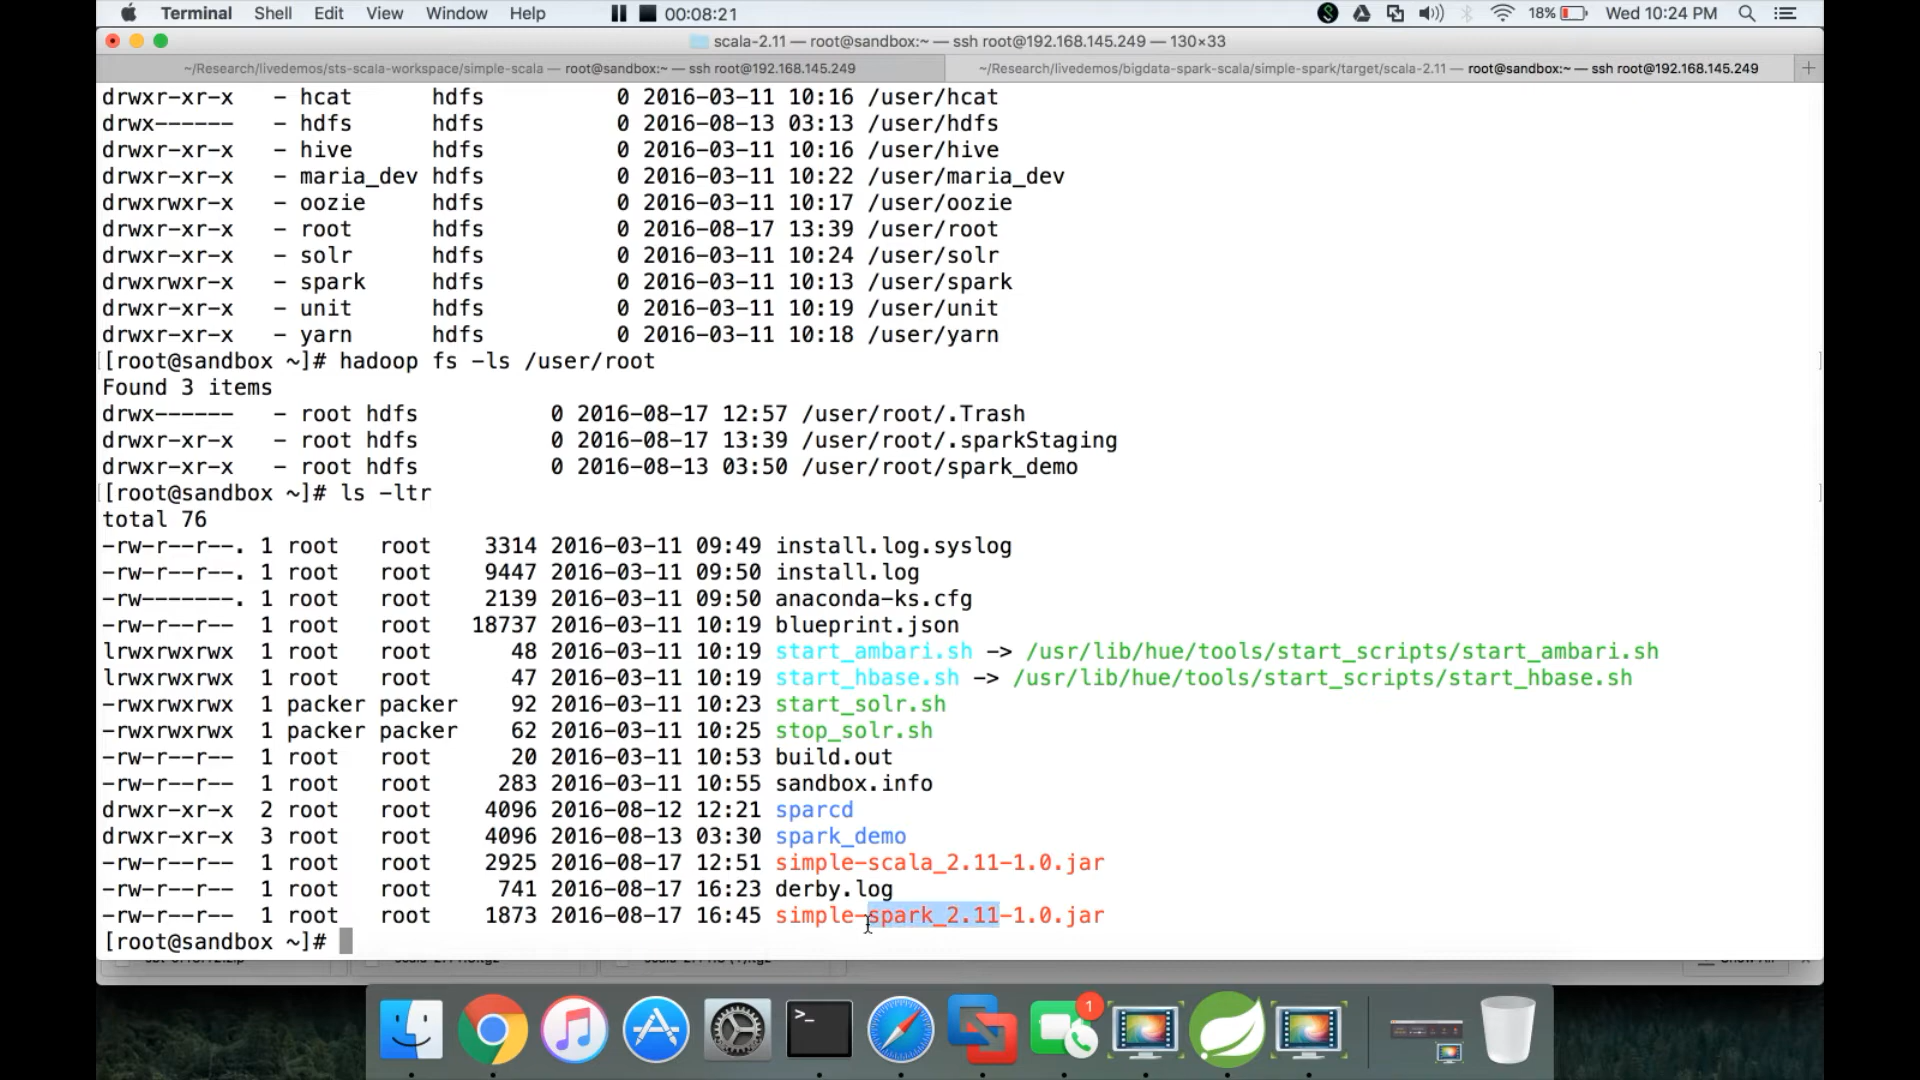 Terminal Shell Edit View Window Help 00:08:21 18% Wed 10:24 PM
scala-2.11 — root@sandbox:~ — ssh root@192.168.145.249 — 130×33
~/Research/livedemos/sts-scala-workspace/simple-scala — root@sandbox:~ — ssh root@192.168.145.249 ~/Research/livedemos/bigdata-spark-scala/simple-spark/target/scala-2.11 — root@sandbox:~ — ssh root@192.168.145.249 +
drwxr-xr-x - hcat hdfs 0 2016-03-11 10:16 /user/hcat
drwx------ - hdfs hdfs 0 2016-08-13 03:13 /user/hdfs
drwxr-xr-x - hive hdfs 0 2016-03-11 10:16 /user/hive
drwxr-xr-x - maria_dev hdfs 0 2016-03-11 10:22 /user/maria_dev
drwxrwxr-x - oozie hdfs 0 2016-03-11 10:17 /user/oozie
drwxr-xr-x - root hdfs 0 2016-08-17 13:39 /user/root
drwxr-xr-x - solr hdfs 0 2016-03-11 10:24 /user/solr
drwxrwxr-x - spark hdfs 0 2016-03-11 10:13 /user/spark
drwxr-xr-x - unit hdfs 0 2016-03-11 10:19 /user/unit
drwxr-xr-x - yarn hdfs 0 2016-03-11 10:18 /user/yarn
[root@sandbox ~]# hadoop fs -ls /user/root
Found 3 items
drwx------ - root hdfs 0 2016-08-17 12:57 /user/root/.Trash
drwxr-xr-x - root hdfs 0 2016-08-17 13:39 /user/root/.sparkStaging
drwxr-xr-x - root hdfs 0 2016-08-13 03:50 /user/root/spark_demo
[root@sandbox ~]# ls -ltr
total 76
-rw-r--r--. 1 root root 3314 2016-03-11 09:49 install.log.syslog
-rw-r--r--. 1 root root 9447 2016-03-11 09:50 install.log
-rw-------. 1 root root 2139 2016-03-11 09:50 anaconda-ks.cfg
-rw-r--r-- 1 root root 18737 2016-03-11 10:19 blueprint.json
lrwxrwxrwx 1 root root 48 2016-03-11 10:19 start_ambari.sh -> /usr/lib/hue/tools/start_scripts/start_ambari.sh
lrwxrwxrwx 1 root root 47 2016-03-11 10:19 start_hbase.sh -> /usr/lib/hue/tools/start_scripts/start_hbase.sh
-rwxrwxrwx 1 packer packer 92 2016-03-11 10:23 start_solr.sh
-rwxrwxrwx 1 packer packer 62 2016-03-11 10:25 stop_solr.sh
-rw-r--r-- 1 root root 20 2016-03-11 10:53 build.out
-rw-r--r-- 1 root root 283 2016-03-11 10:55 sandbox.info
drwxr-xr-x 2 root root 4096 2016-08-12 12:21 sparcd
drwxr-xr-x 3 root root 4096 2016-08-13 03:30 spark_demo
-rw-r--r-- 1 root root 2925 2016-08-17 12:51 simple-scala_2.11-1.0.jar
-rw-r--r-- 1 root root 741 2016-08-17 16:23 derby.log
-rw-r--r-- 1 root root 1873 2016-08-17 16:45 simple-spark_2.11-1.0.jar
[root@sandbox ~]#
1
>_